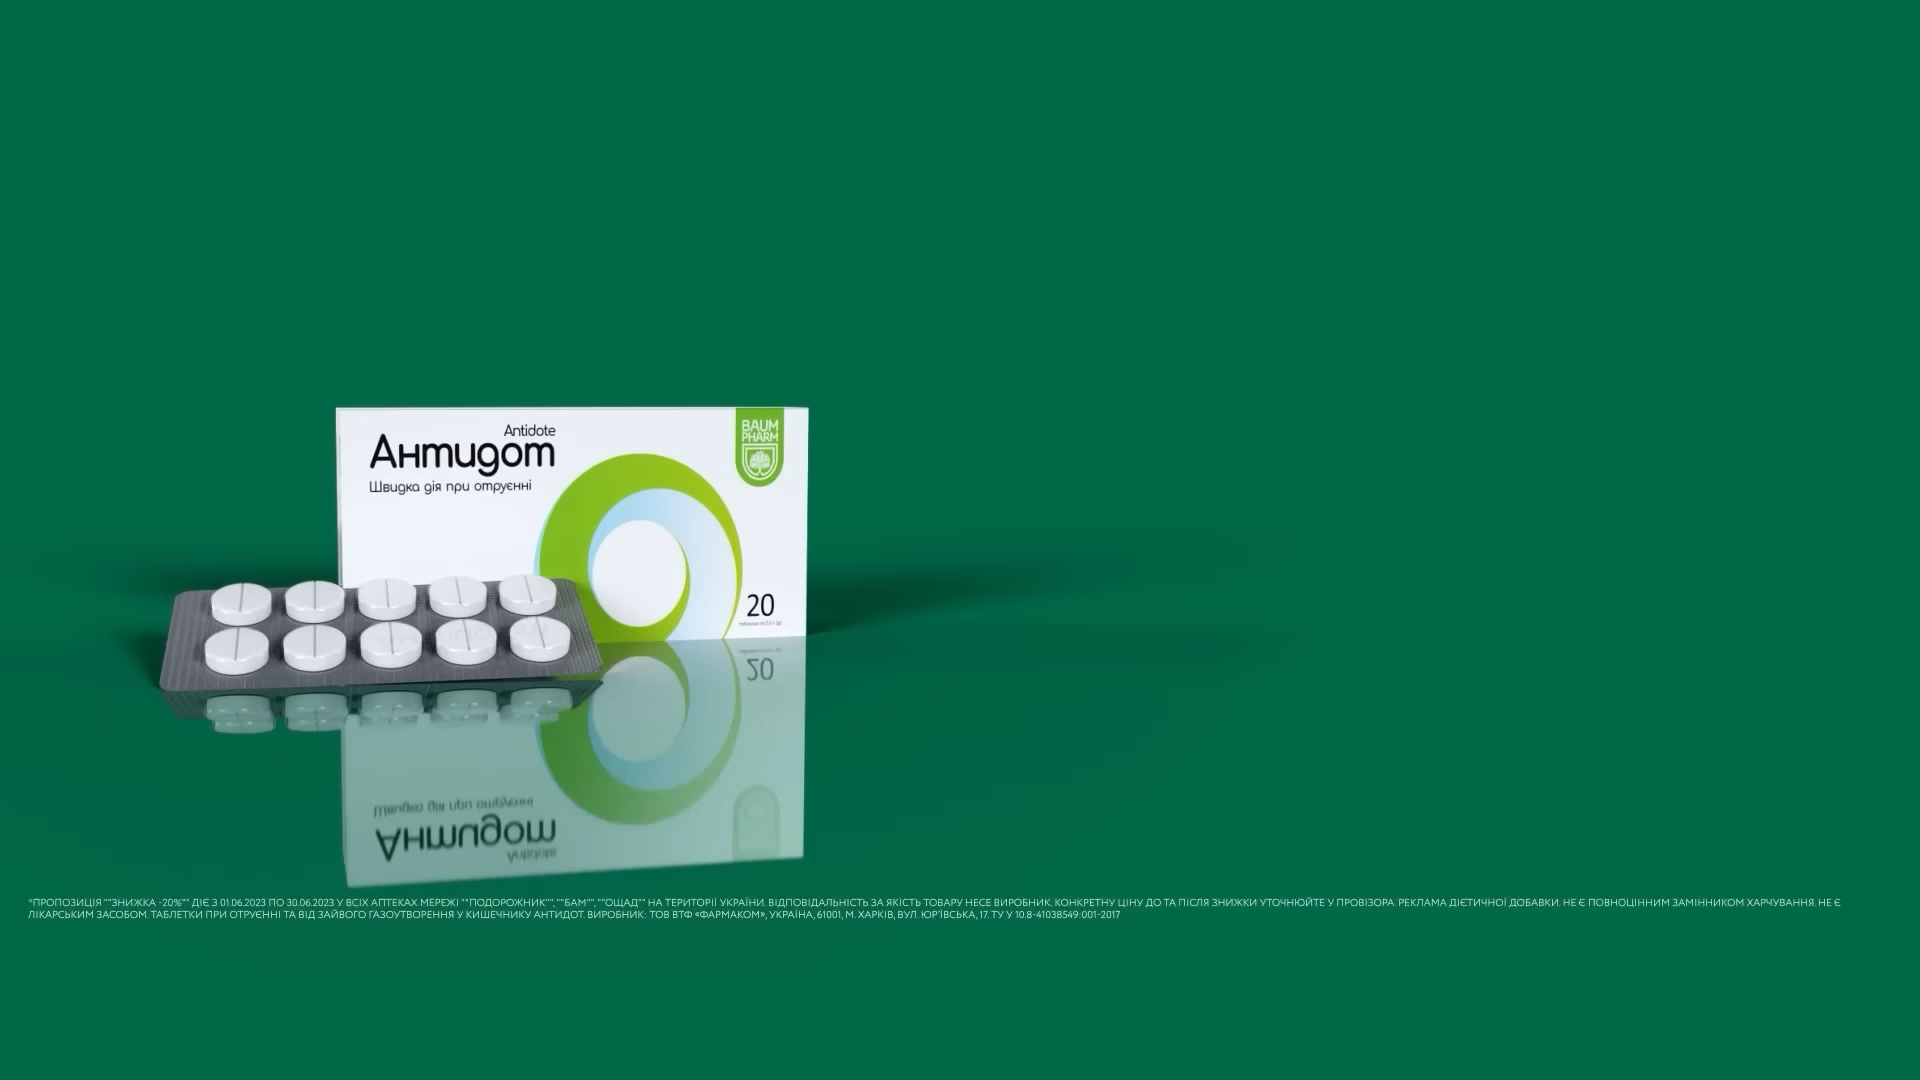 Antidote
Антидот
Швидка дія при отруєнні
BAUM
PHARM
20
таблеток по 0,5 г (g)
*ПРОПОЗИЦІЯ ""ЗНИЖКА -20%"" ДІЄ З 01.06.2023 ПО 30.06.2023 У ВСІХ АПТЕКАХ МЕРЕЖІ ""ПОДОРОЖНИК"", ""БАМ"", ""ОЩАД"" НА ТЕРИТОРІЇ УКРАЇНИ. ВІДПОВІДАЛЬНІСТЬ ЗА ЯКІСТЬ ТОВАРУ НЕСЕ ВИРОБНИК. КОНКРЕТНУ ЦІНУ ДО ТА ПІСЛЯ ЗНИЖКИ УТОЧНЮЙТЕ У ПРОВІЗОРА. РЕКЛАМА ДІЄТИЧНОЇ ДОБАВКИ. НЕ Є ПОВНОЦІННИМ ЗАМІННИКОМ ХАРЧУВАННЯ. НЕ Є
ЛІКАРСЬКИМ ЗАСОБОМ. ТАБЛЕТКИ ПРИ ОТРУЄННІ ТА ВІД ЗАЙВОГО ГАЗОУТВОРЕННЯ У КИШЕЧНИКУ АНТИДОТ. ВИРОБНИК: ТОВ ВТФ «ФАРМАКОМ», УКРАЇНА, 61001, М. ХАРКІВ, ВУЛ. ЮР'ЇВСЬКА, 17. ТУ У 10.8-41038549:001-2017